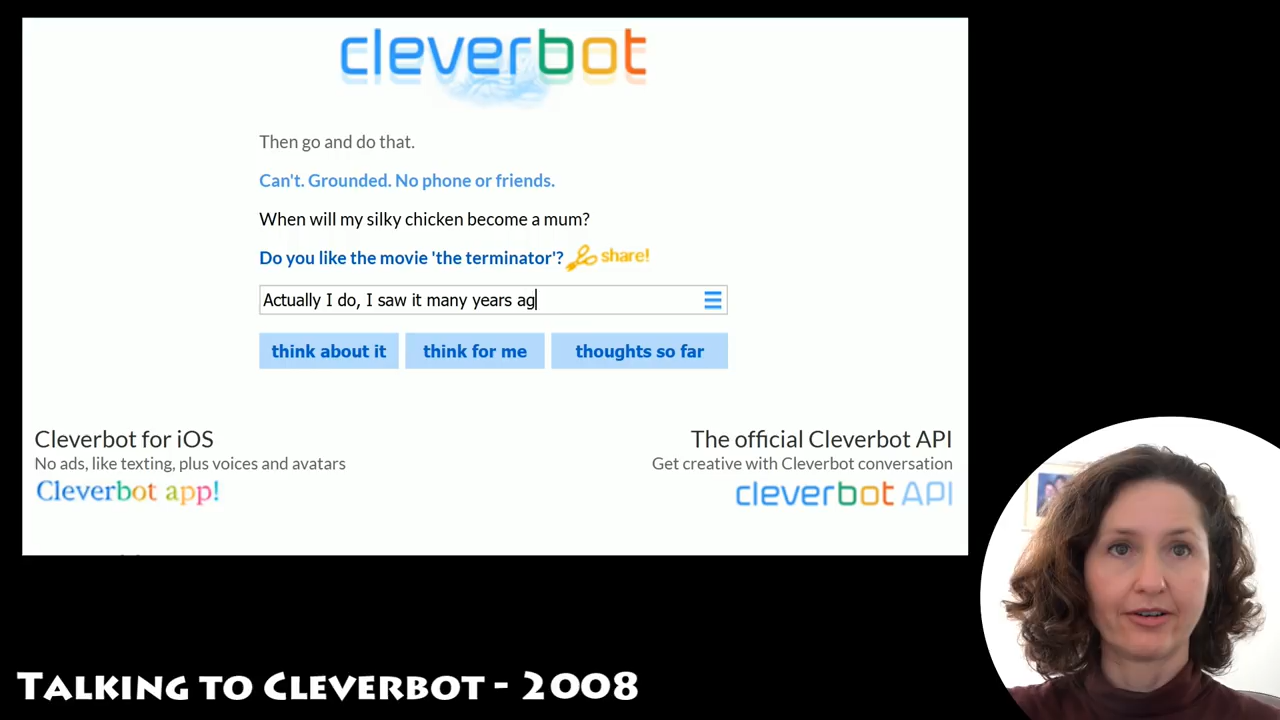 cleverbot
Then go and do that.
Can't. Grounded. No phone or friends.
When will my silky chicken become a mum?
Do you like the movie 'the terminator'? share!
Actually I do, I saw it many years ag
think about it think for me thoughts so far
Cleverbot for iOS
No ads, like texting, plus voices and avatars
Cleverbot app!
The official Cleverbot API
Get creative with Cleverbot conversation
cleverbot API
Talking to Cleverbot - 2008